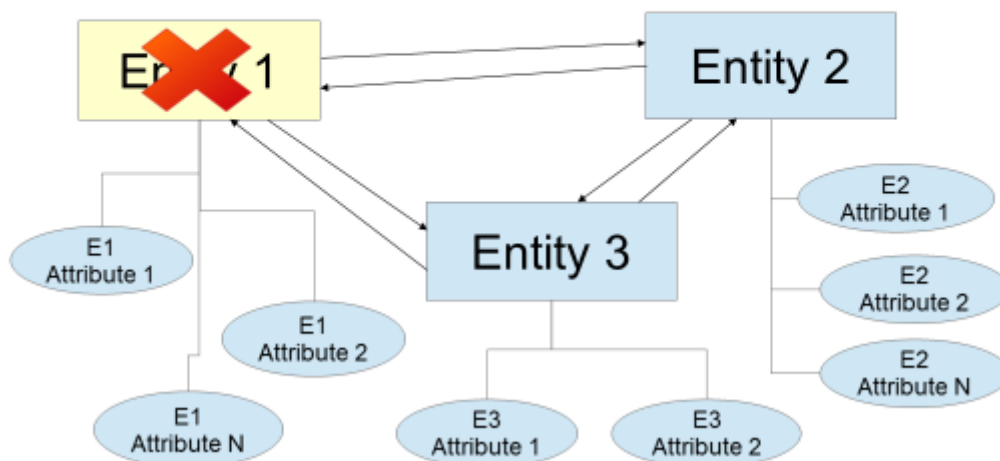 Entity 1
Entity 2
Entity 3
E1
Attribute 1
E1
Attribute 2
E1
Attribute N
E2
Attribute 1
E2
Attribute 2
E2
Attribute N
E3
Attribute 1
E3
Attribute 2